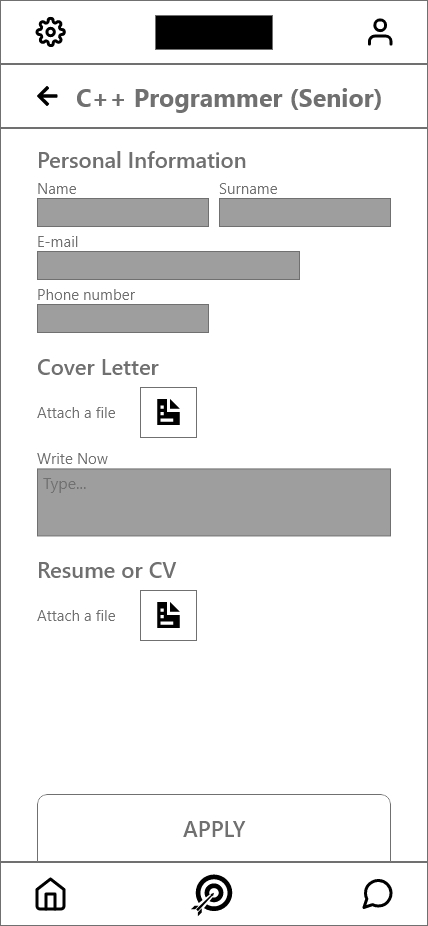 C++ Programmer (Senior)
Personal Information
Name Surname
E-mail
Phone number
Cover Letter
Attach a file
Write Now
Type...
Resume or CV
Attach a file
APPLY